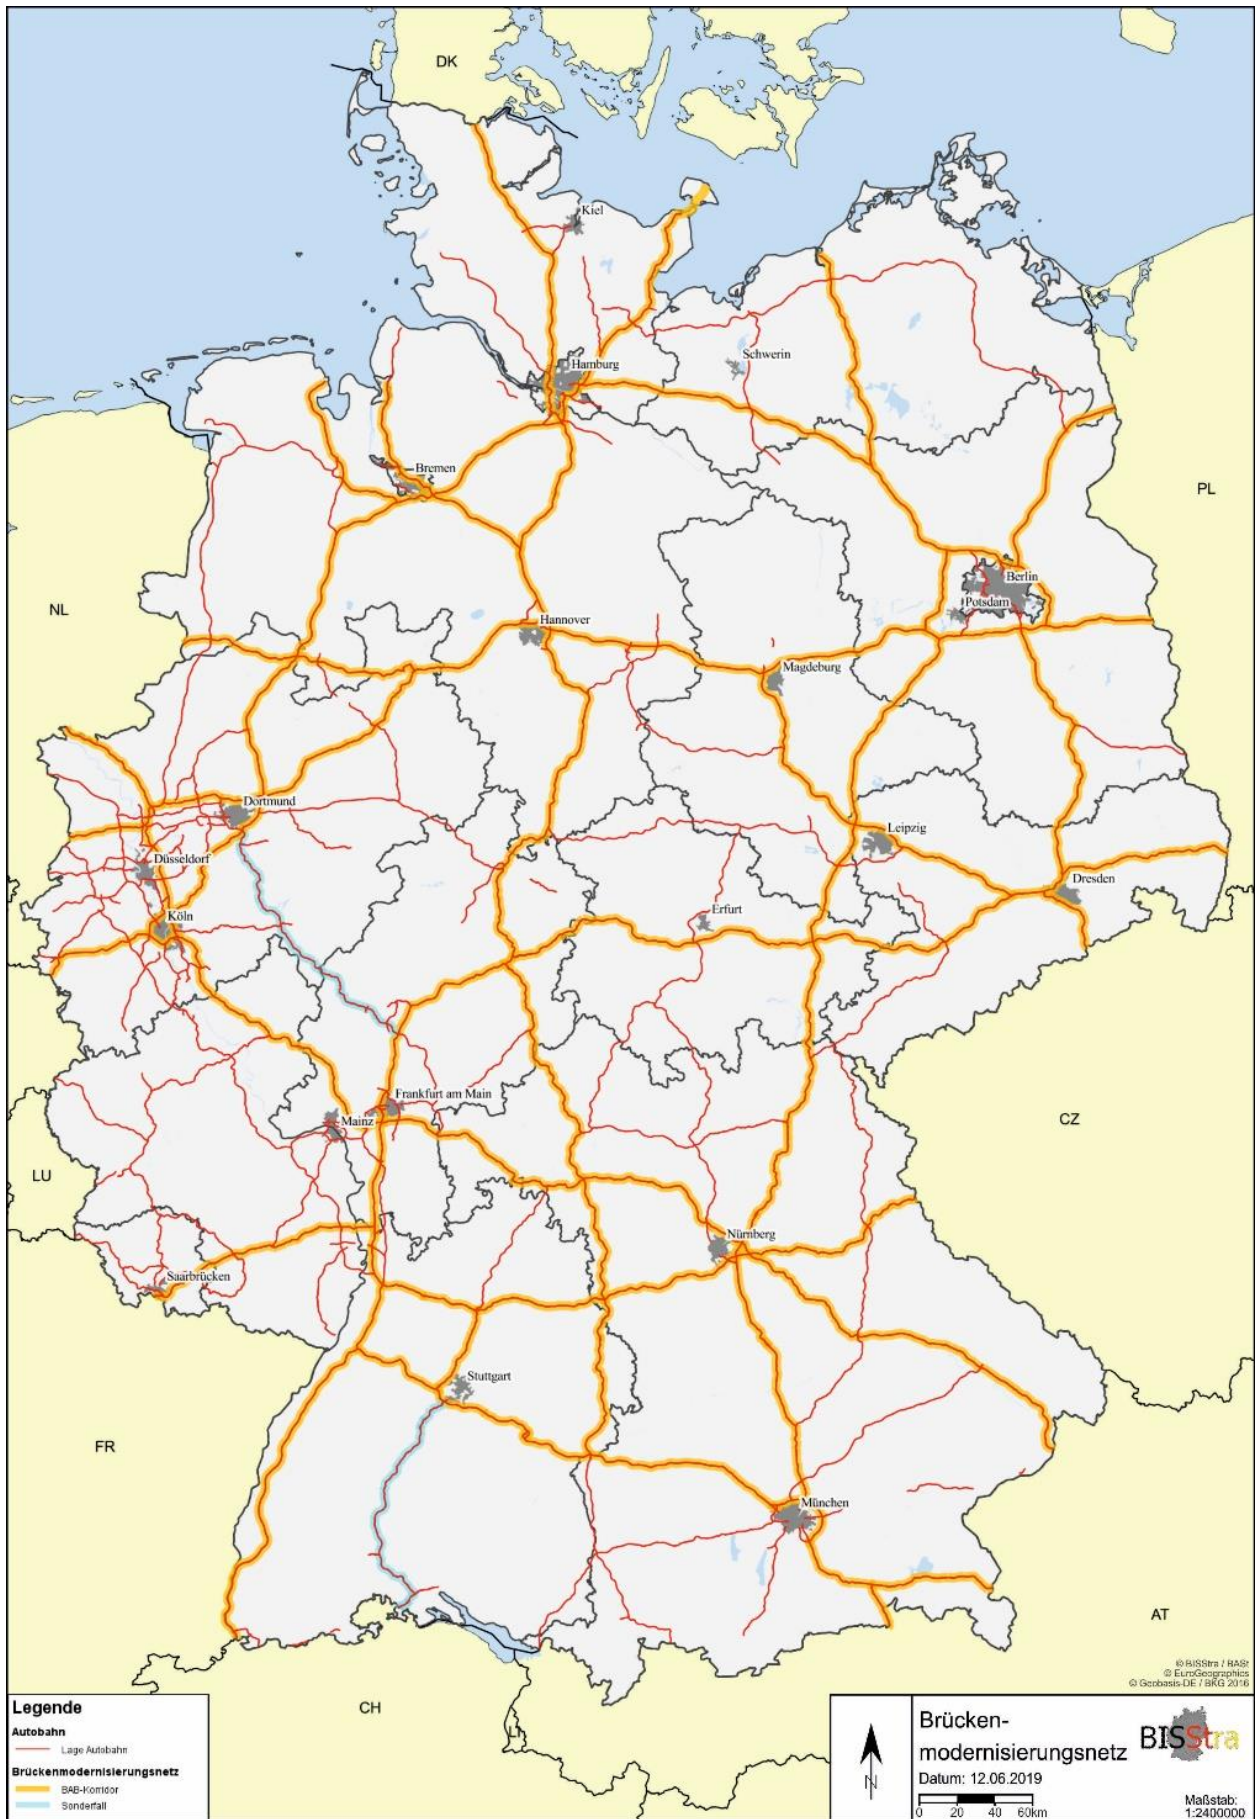 DK
Kiel
Schwerin
Hamburg
Bremen
PL
NL
Berlin
Potsdam
Hannover
Magdeburg
Dortmund
Leipzig
Düsseldorf
Dresden
Köln
Erfurt
Frankfurt am Main
Mainz
CZ
LU
Nürnberg
Saarbrücken
Stuttgart
FR
München
AT
© BISStra / BASt
© EuroGeographics
© Geobasis-DE / BKG 2016
CH
LI
Legende
Autobahn
Lage Autobahn
Brückenmodernisierungsnetz
BAB-Korridor
Sonderfall
N
Brücken-
modernisierungsnetz
Datum: 12.06.2019
0 20 40 60km
BISStra
Maßstab:
1:2400000